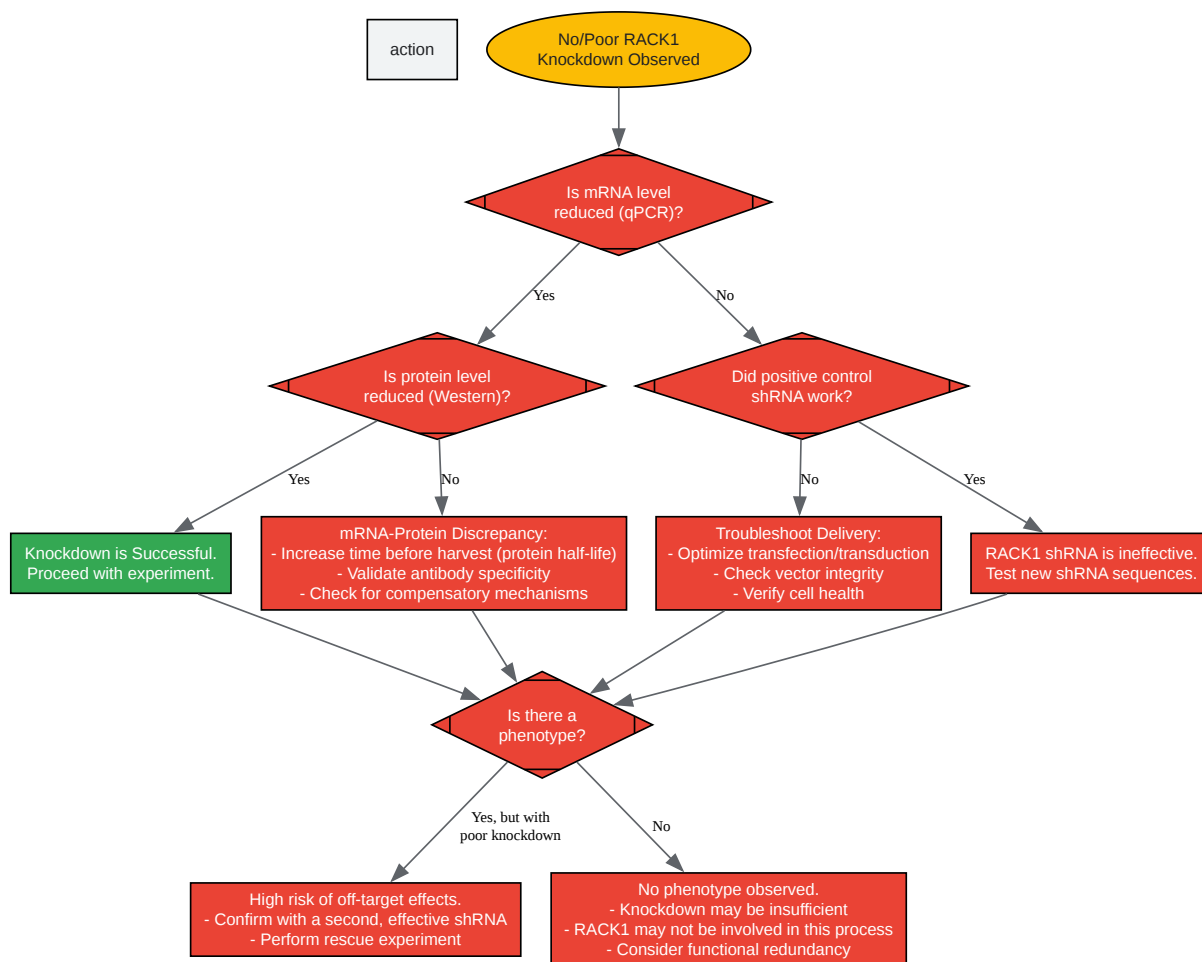 action
No/Poor RACK1
Knockdown Observed
Is mRNA level
reduced (qPCR)?
Yes
No
Is protein level
reduced (Western)?
Did positive control
shRNA work?
Yes
No
No
Yes
Knockdown is Successful.
Proceed with experiment.
mRNA-Protein Discrepancy:
- Increase time before harvest (protein half-life)
- Validate antibody specificity
- Check for compensatory mechanisms
Troubleshoot Delivery:
- Optimize transfection/transduction
- Check vector integrity
- Verify cell health
RACK1 shRNA is ineffective.
Test new shRNA sequences.
Is there a
phenotype?
Yes, but with
poor knockdown
No
High risk of off-target effects.
- Confirm with a second, effective shRNA
- Perform rescue experiment
No phenotype observed.
- Knockdown may be insufficient
- RACK1 may not be involved in this process
- Consider functional redundancy